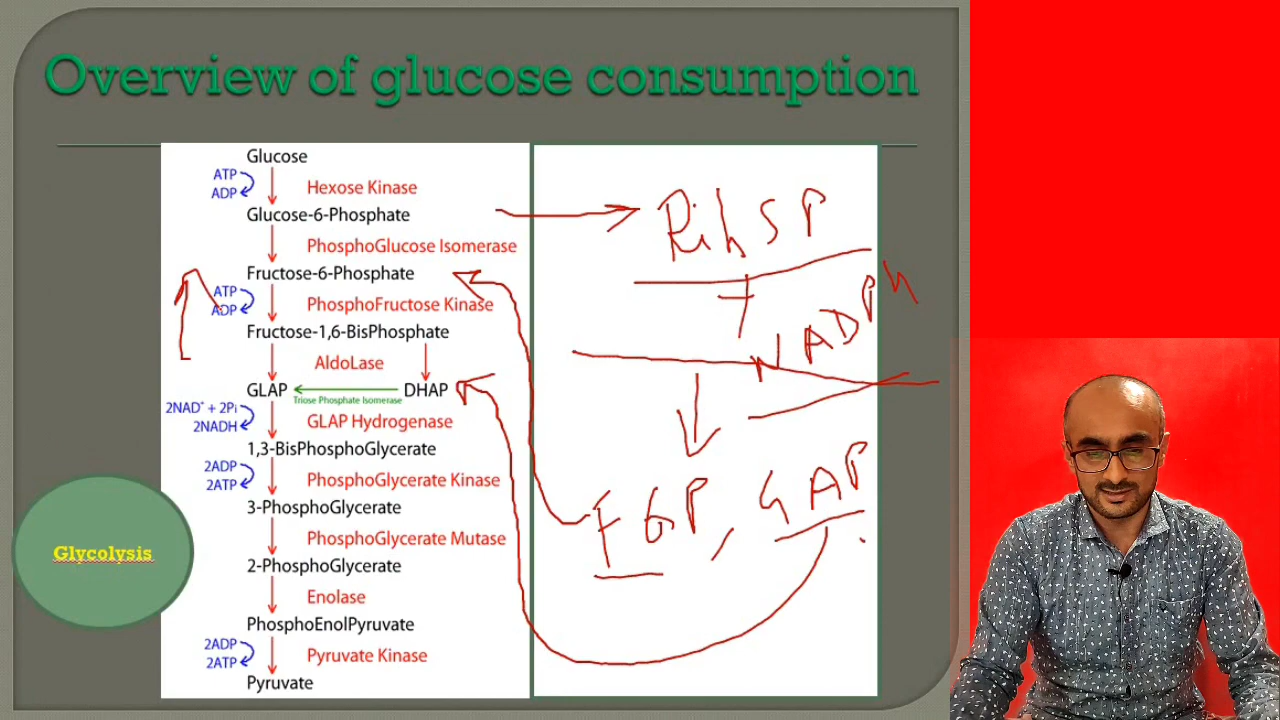 Overview of glucose consumption
Glucose
ATP
ADP
Hexose Kinase
Glucose-6-Phosphate
PhosphoGlucose Isomerase
Fructose-6-Phosphate
ATP
ADP
PhosphoFructose Kinase
Fructose-1,6-BisPhosphate
AldoLase
GLAP
DHAP
Triose Phosphate Isomerase
2NAD⁺ + 2Pi
2NADH
GLAP Hydrogenase
1,3-BisPhosphoGlycerate
2ADP
2ATP
PhosphoGlycerate Kinase
3-PhosphoGlycerate
PhosphoGlycerate Mutase
2-PhosphoGlycerate
Enolase
PhosphoEnolPyruvate
2ADP
2ATP
Pyruvate Kinase
Pyruvate
Glycolysis
Rib 5 P
+
NADPH
F6P, GAP